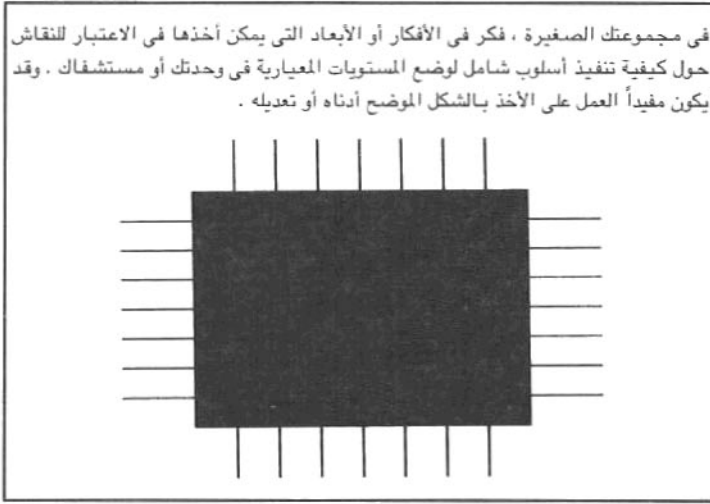 فى مجموعتك الصغيرة ، فكر فى الأفكار أو الأبعاد التى يمكن أخذها فى الاعتبار للنقاش
حول كيفية تنفيذ أسلوب شامل لوضع المستويات المعيارية فى وحدتك أو مستشفاك . وقد
يكون مفيداً العمل على الأخذ بالشكل الموضح أدناه أو تعديله .